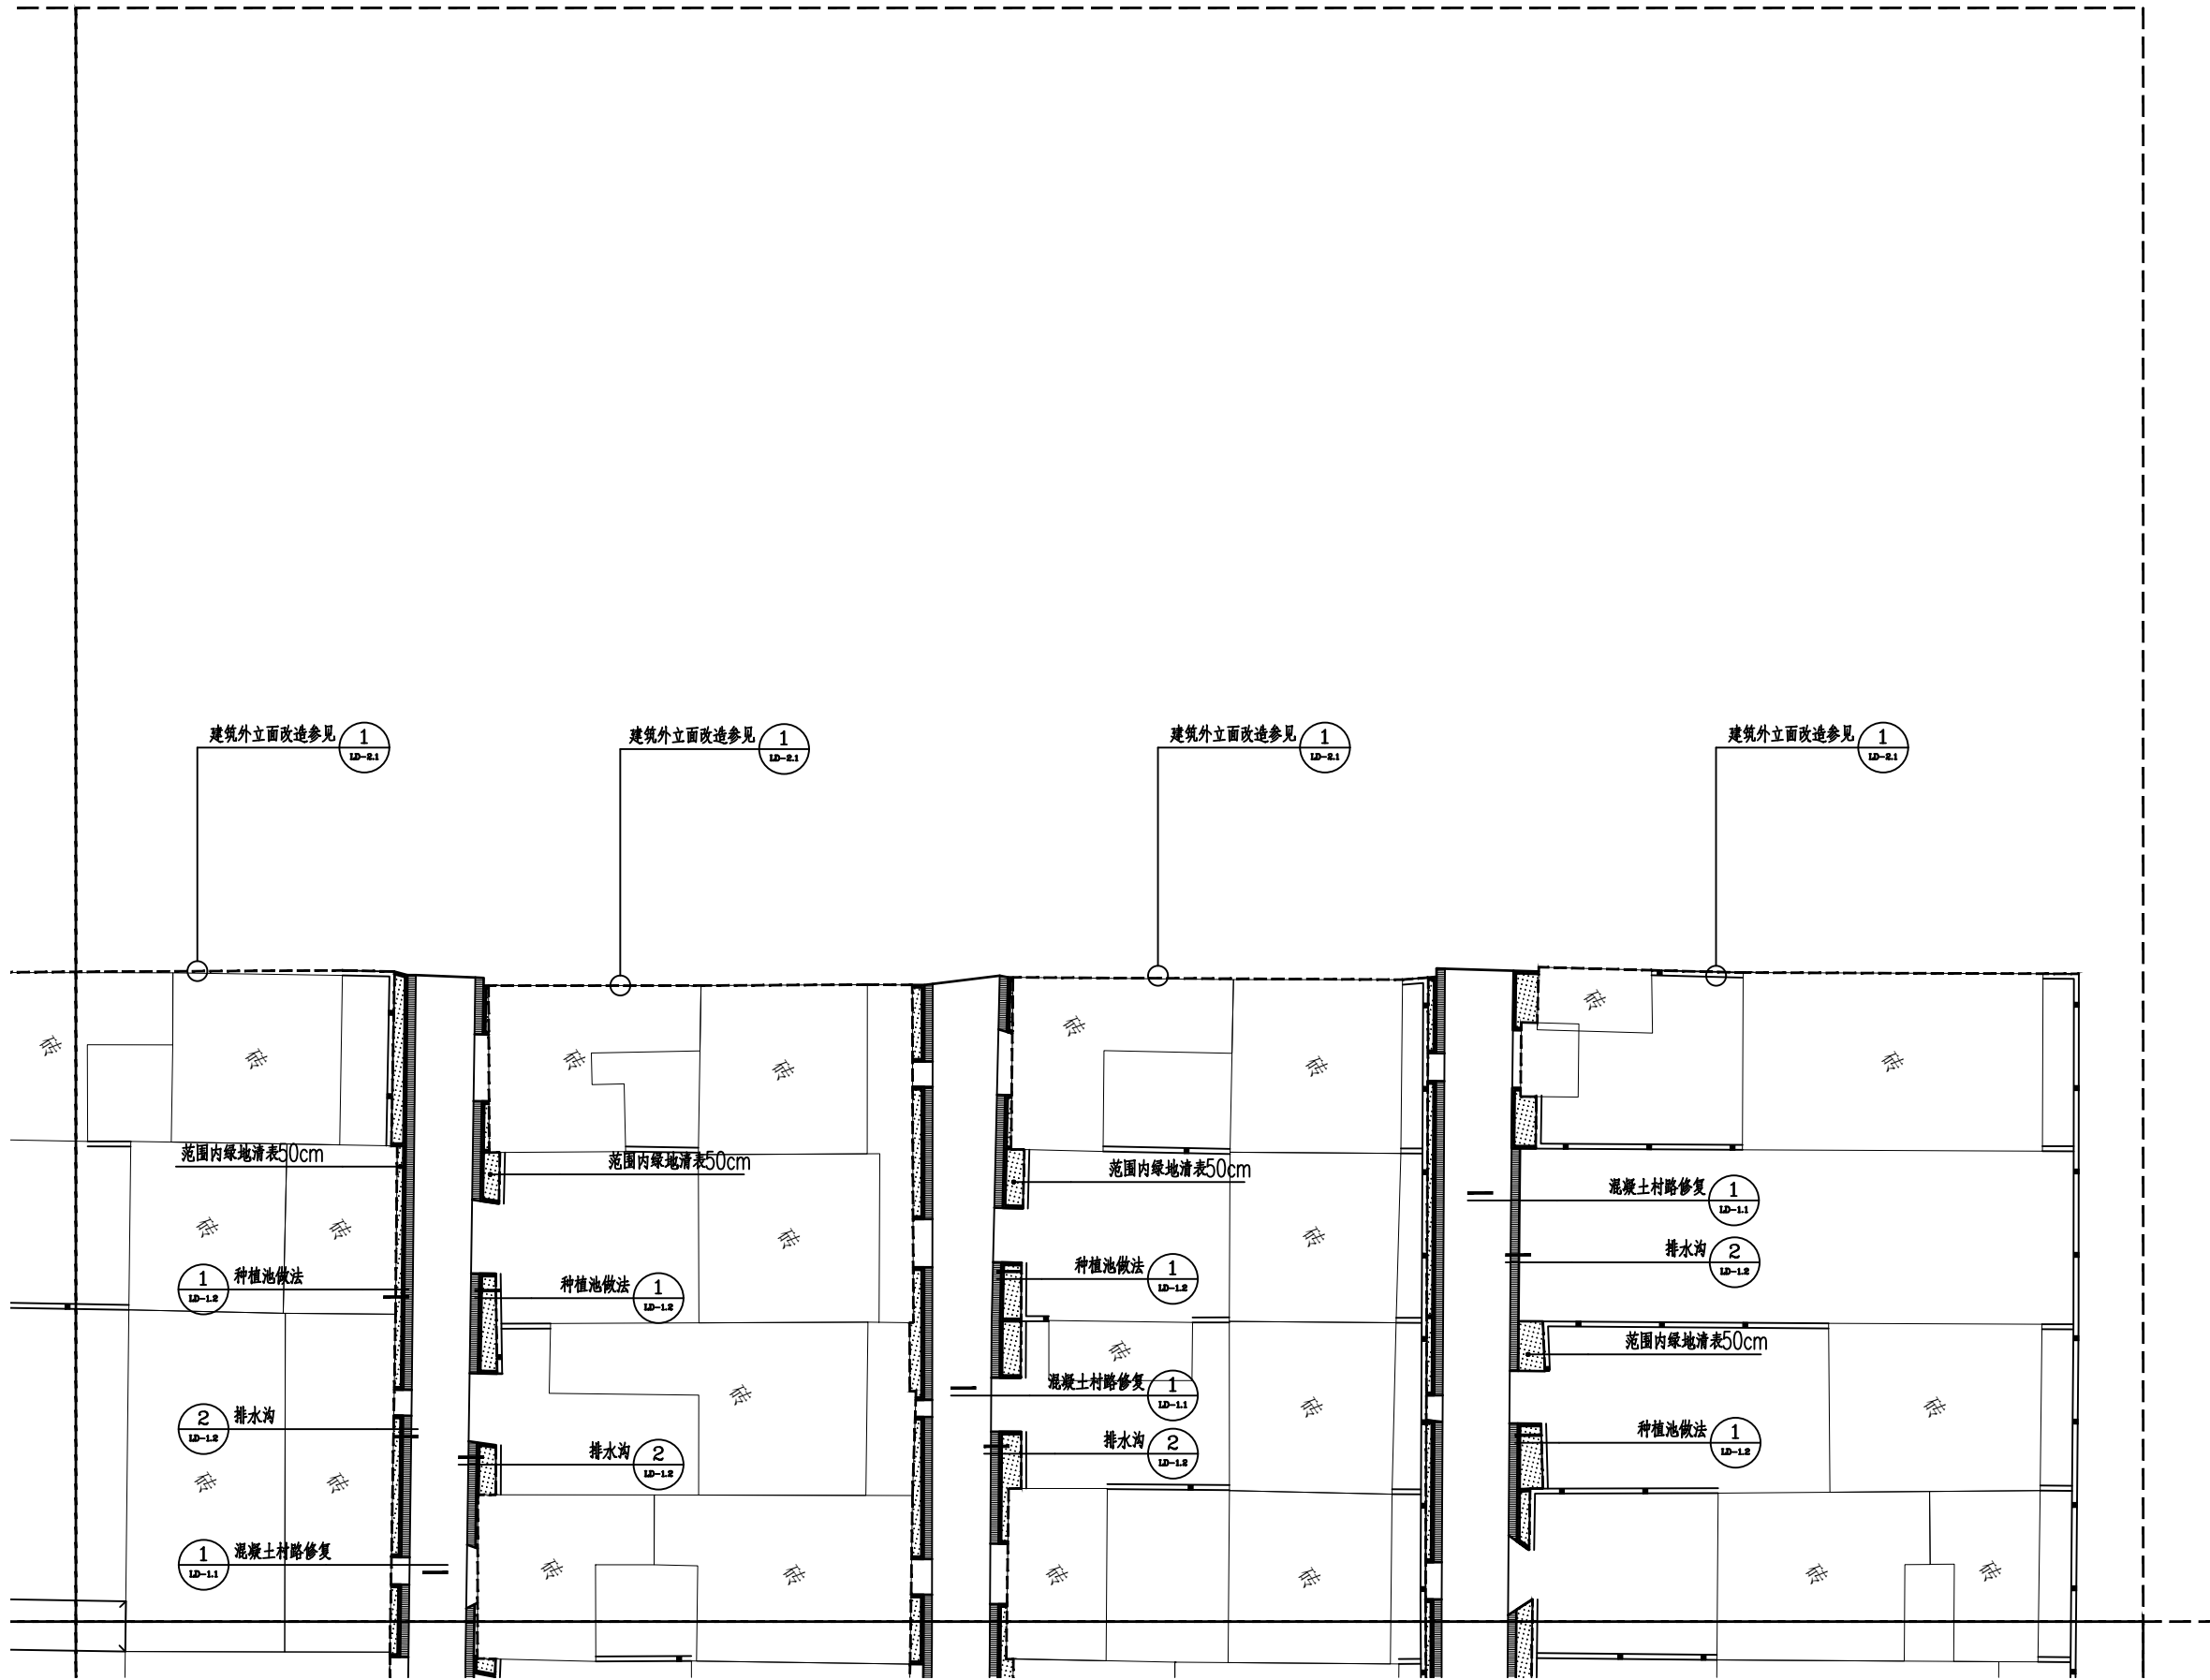 建筑外立面改造参见 1 LD-2.1
建筑外立面改造参见 1 LD-2.1
建筑外立面改造参见 1 LD-2.1
建筑外立面改造参见 1 LD-2.1
砖
砖
砖
砖
砖
砖
砖
砖
范围内绿地清表50cm
范围内绿地清表50cm
范围内绿地清表50cm
混凝土村路修复 1 LD-1.1
砖
砖
砖
砖
排水沟 2 LD-1.2
1 LD-1.2 种植池做法
种植池做法 1 LD-1.2
种植池做法 1 LD-1.2
范围内绿地清表50cm
砖
混凝土村路修复 1 LD-1.1
砖
砖
砖
2 LD-1.2 排水沟
排水沟 2 LD-1.2
排水沟 2 LD-1.2
种植池做法 1 LD-1.2
砖
砖
1 LD-1.1 混凝土村路修复
砖
砖
砖
砖
砖
砖